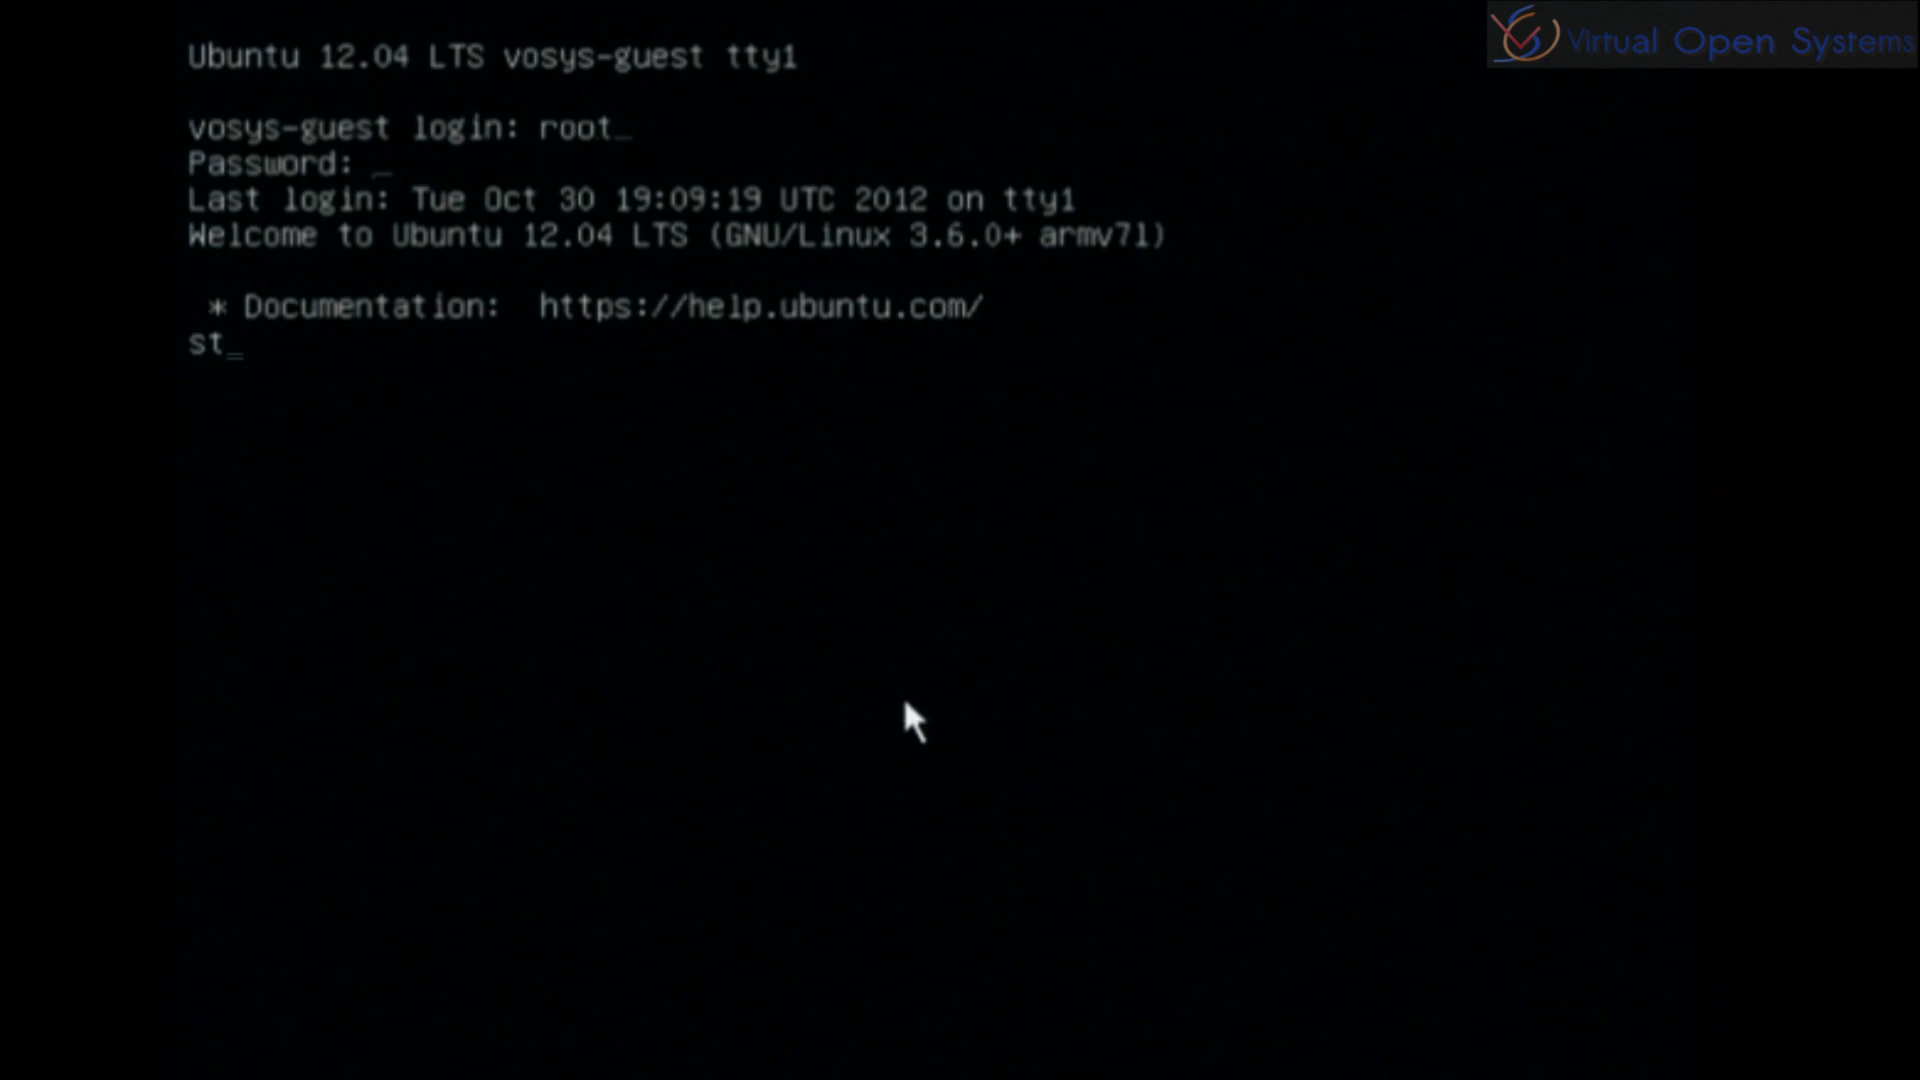 Virtual Open Systems
Ubuntu 12.04 LTS vosys-guest tty1
vosys-guest login: root_
Password: _
Last login: Tue Oct 30 19:09:19 UTC 2012 on tty1
Welcome to Ubuntu 12.04 LTS (GNU/Linux 3.6.0+ armv7l)
* Documentation:  https://help.ubuntu.com/
st_